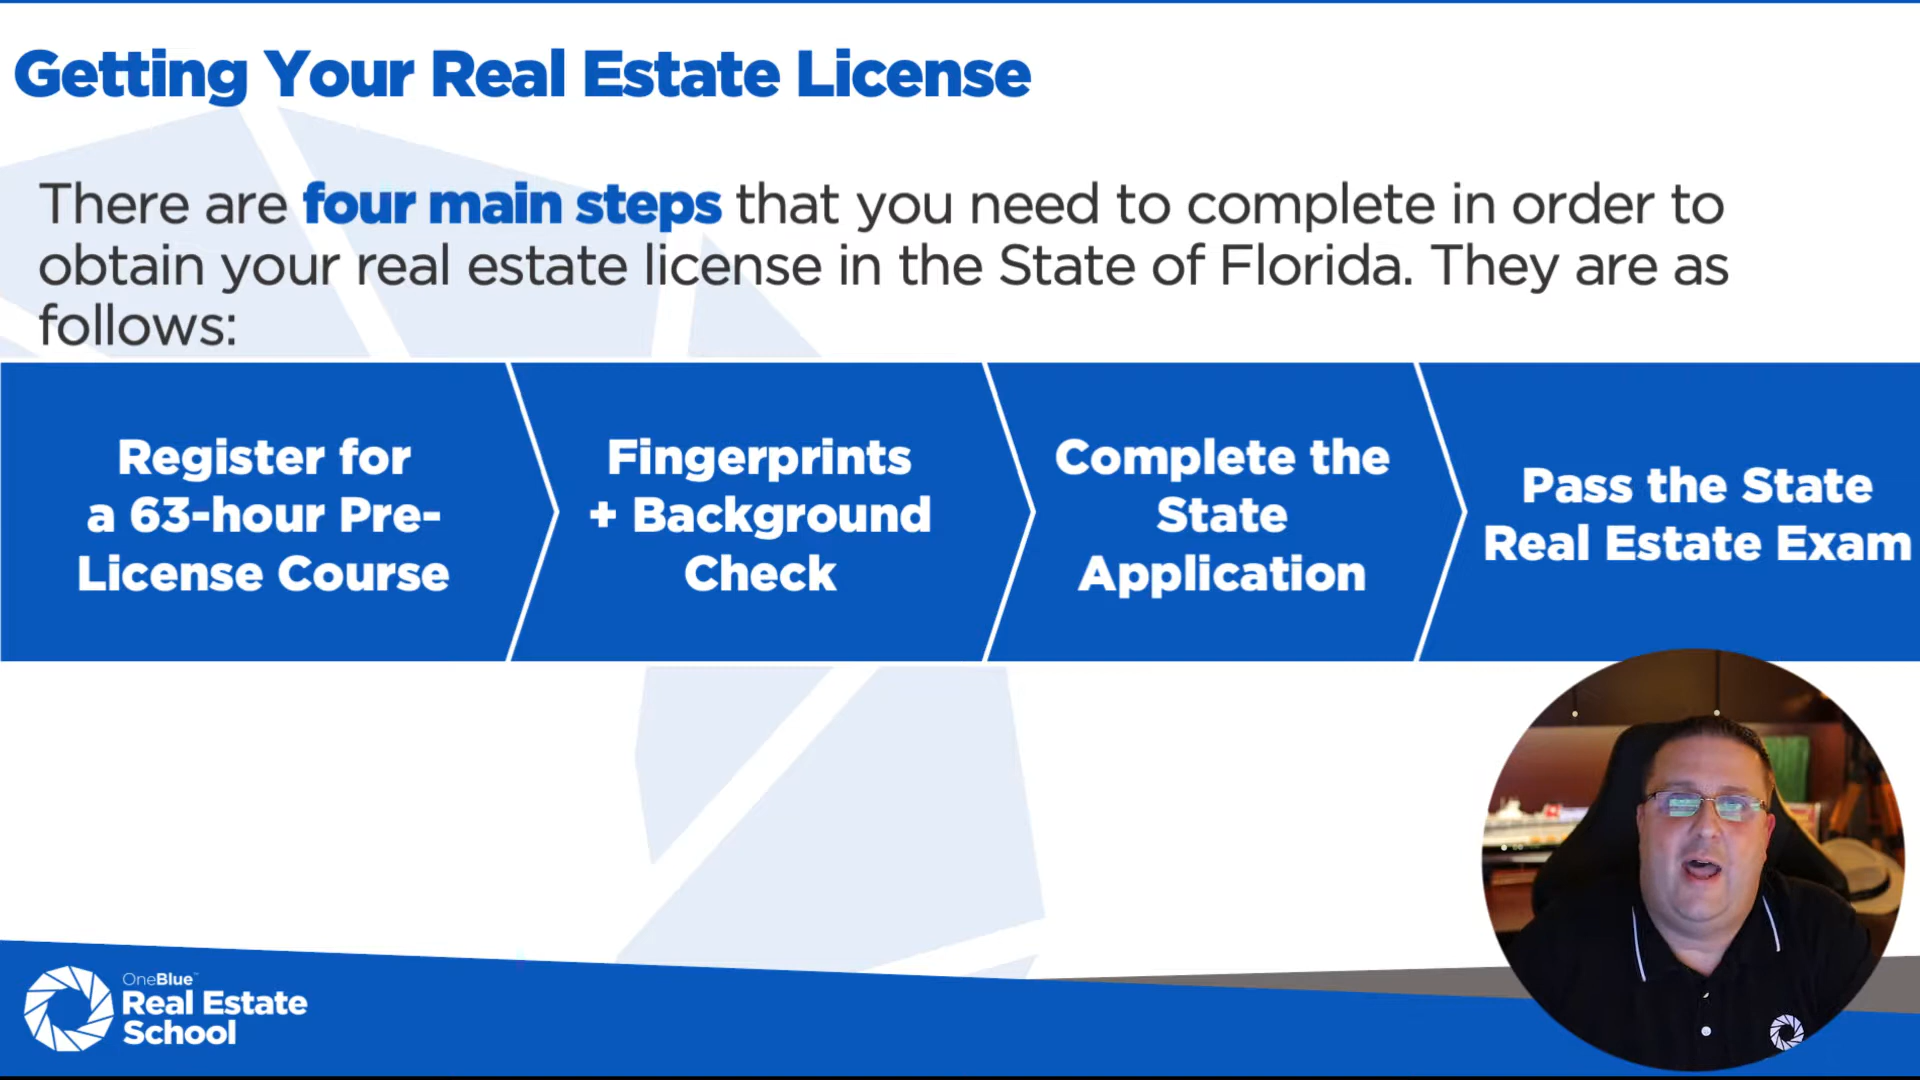 Getting Your Real Estate License
There are four main steps that you need to complete in order to
obtain your real estate license in the State of Florida. They are as
follows:
Register for
a 63-hour Pre-
License Course
Fingerprints
+ Background
Check
Complete the
State
Application
Pass the State
Real Estate Exam
OneBlue™
Real Estate
School